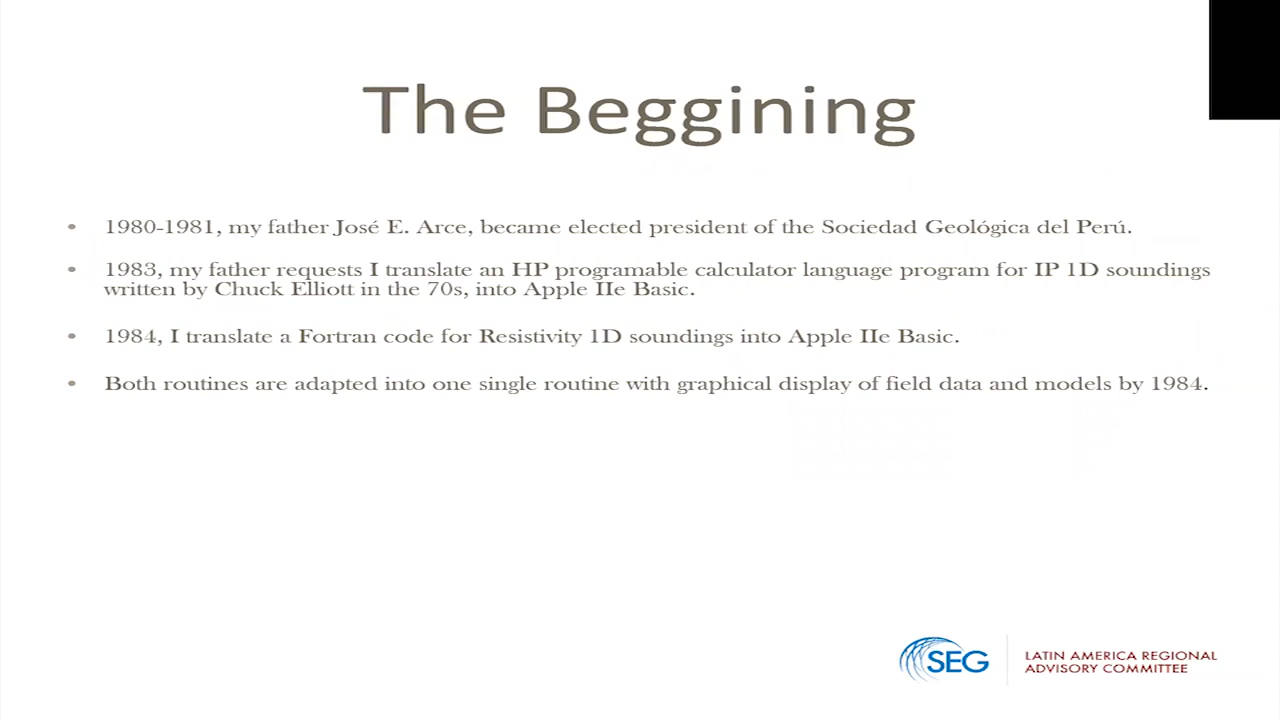 The Beggining
• 1980-1981, my father José E. Arce, became elected president of the Sociedad Geológica del Perú.
• 1983, my father requests I translate an HP programable calculator language program for IP 1D soundings
written by Chuck Elliott in the 70s, into Apple IIe Basic.
• 1984, I translate a Fortran code for Resistivity 1D soundings into Apple IIe Basic.
• Both routines are adapted into one single routine with graphical display of field data and models by 1984.
SEG
LATIN AMERICA REGIONAL
ADVISORY COMMITTEE